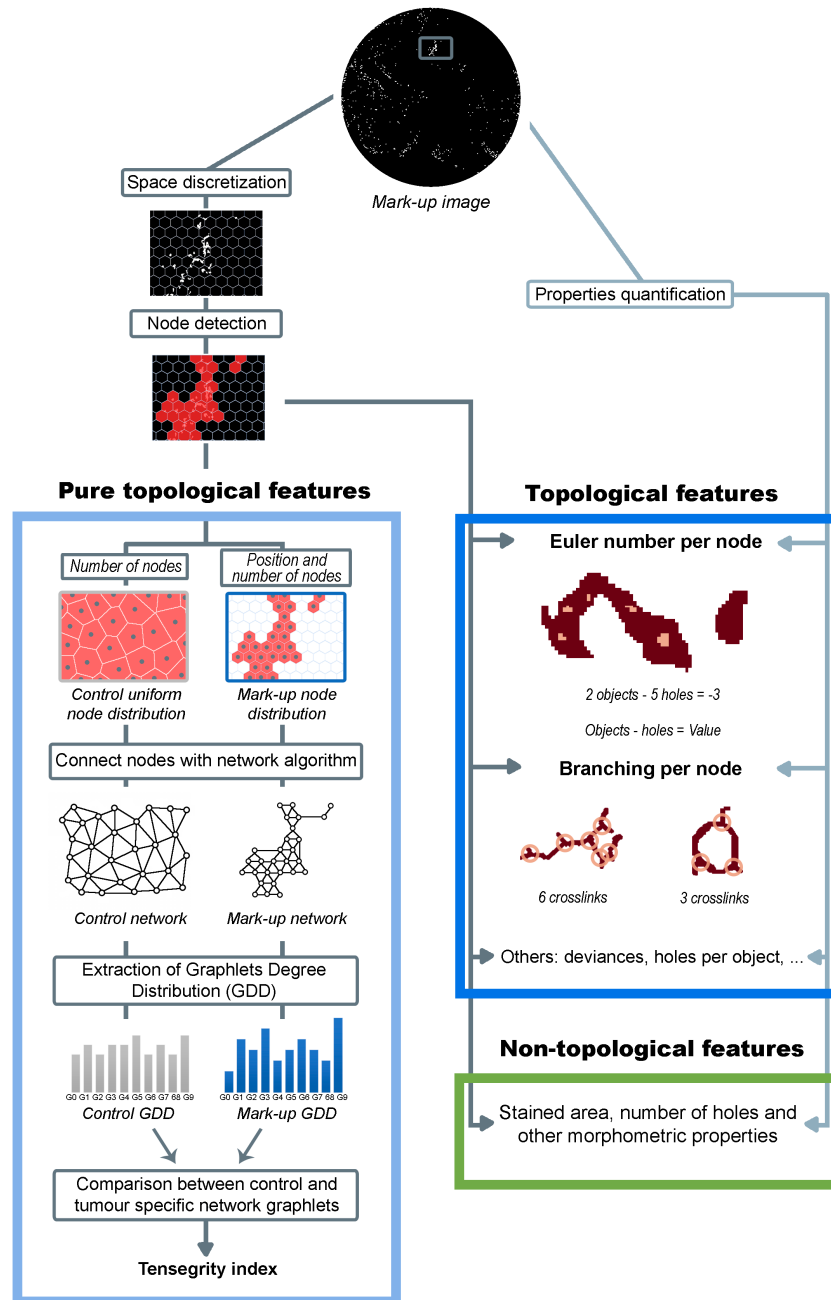 Mark-up image
Space discretization
Properties quantification
Node detection
Pure topological features
Number of nodes
Position and
number of nodes
Control uniform
node distribution
Mark-up node
distribution
Connect nodes with network algorithm
Control network
Mark-up network
Extraction of Graphlets Degree
Distribution (GDD)
G0 G1 G2 G3 G4 G5 G6 G7 68 G9
Control GDD
G0 G1 G2 G3 G4 G5 G6 G7 68 G9
Mark-up GDD
Comparison between control and
tumour specific network graphlets
Tensegrity index
Topological features
Euler number per node
2 objects - 5 holes = -3
Objects - holes = Value
Branching per node
6 crosslinks
3 crosslinks
Others: deviances, holes per object, ...
Non-topological features
Stained area, number of holes and
other morphometric properties